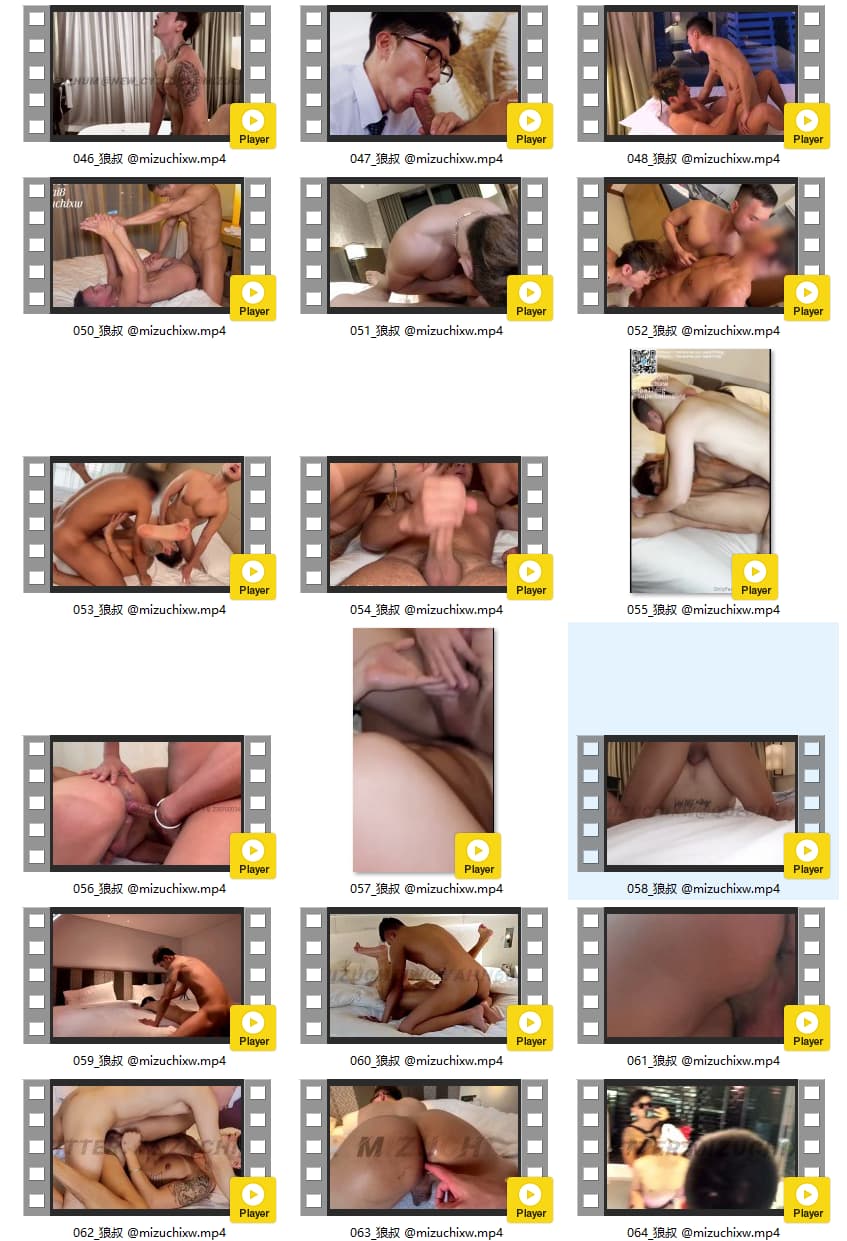 Player
Player
Player
046_狼叔 @mizuchixw.mp4
047_狼叔 @mizuchixw.mp4
048_狼叔 @mizuchixw.mp4
Player
Player
Player
050_狼叔 @mizuchixw.mp4
051_狼叔 @mizuchixw.mp4
052_狼叔 @mizuchixw.mp4
Player
Player
Player
053_狼叔 @mizuchixw.mp4
054_狼叔 @mizuchixw.mp4
055_狼叔 @mizuchixw.mp4
Player
Player
Player
056_狼叔 @mizuchixw.mp4
057_狼叔 @mizuchixw.mp4
058_狼叔 @mizuchixw.mp4
Player
Player
Player
059_狼叔 @mizuchixw.mp4
060_狼叔 @mizuchixw.mp4
061_狼叔 @mizuchixw.mp4
Player
Player
Player
062_狼叔 @mizuchixw.mp4
063_狼叔 @mizuchixw.mp4
064_狼叔 @mizuchixw.mp4